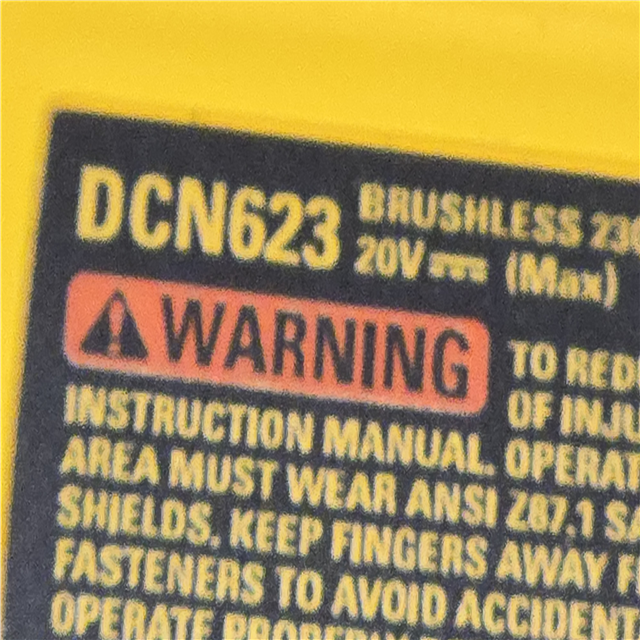 DCN623 BRUSHLESS
20V (Max)
WARNING TO
INSTRUCTION MANUAL. OF
AREA MUST WEAR ANSI Z87.1
SHIELDS. KEEP FINGERS AWAY
FASTENERS TO AVOID
OPERATE